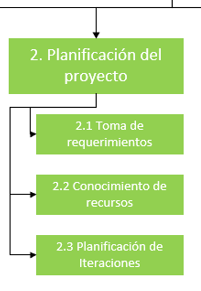 2. Planificación del
proyecto
2.1 Toma de
requerimientos
2.2 Conocimiento de
recursos
2.3 Planificación de
Iteraciones